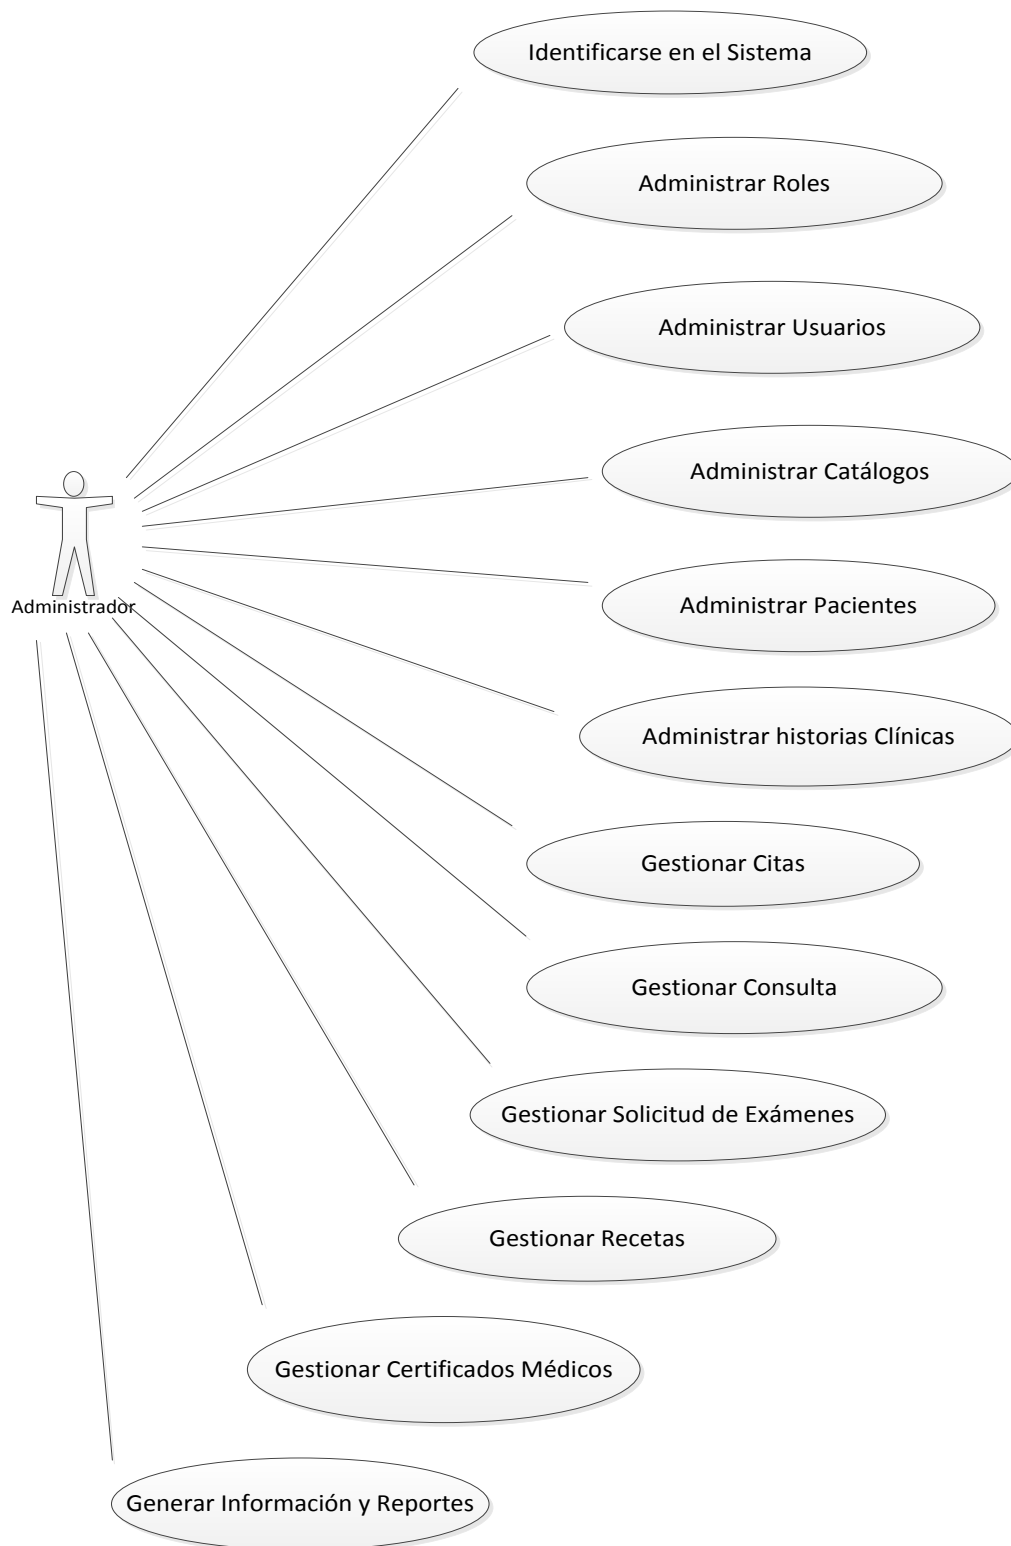 Identificarse en el Sistema
Administrar Roles
Administrar Usuarios
Administrar Catálogos
Administrador
Administrar Pacientes
Administrar historias Clínicas
Gestionar Citas
Gestionar Consulta
Gestionar Solicitud de Exámenes
Gestionar Recetas
Gestionar Certificados Médicos
Generar Información y Reportes